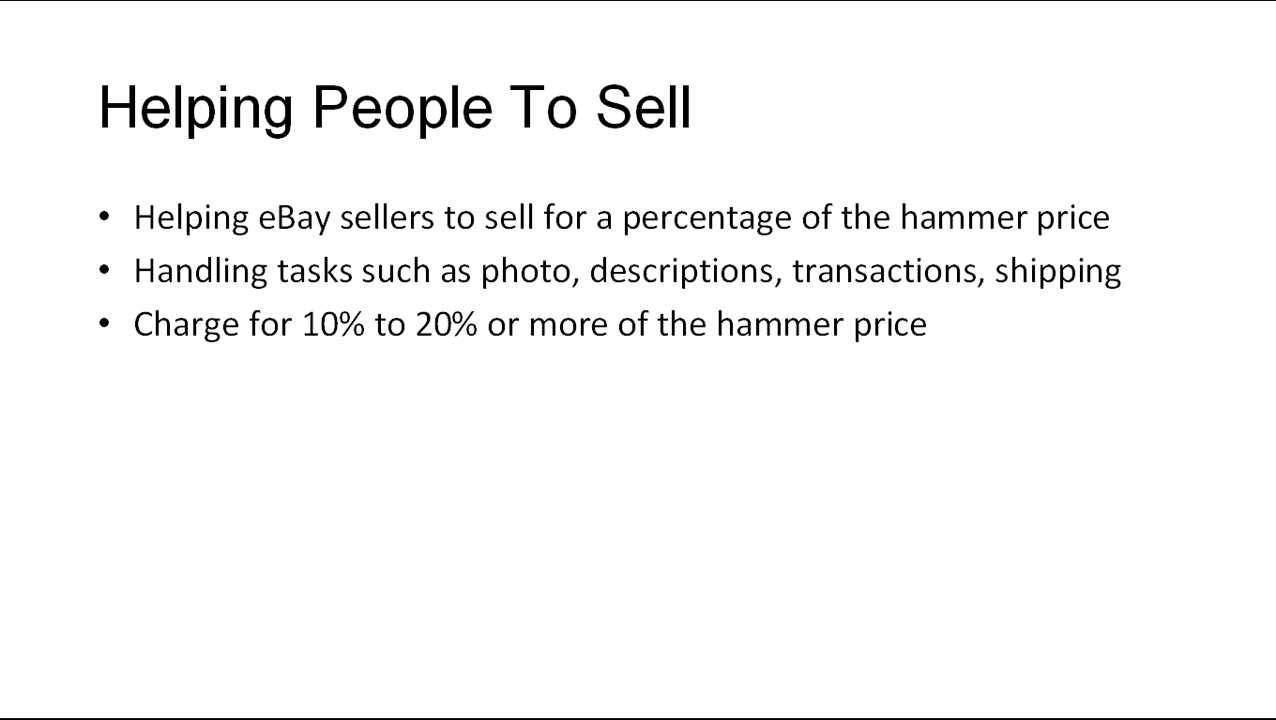 Helping People To Sell
• Helping eBay sellers to sell for a percentage of the hammer price
• Handling tasks such as photo, descriptions, transactions, shipping
• Charge for 10% to 20% or more of the hammer price